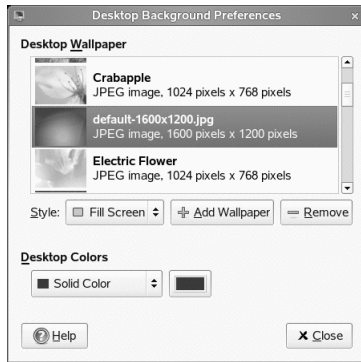 Desktop Background Preferences
Desktop Wallpaper
Crabapple
JPEG image, 1024 pixels x 768 pixels
default-1600x1200.jpg
JPEG image, 1600 pixels x 1200 pixels
Electric Flower
JPEG image, 1024 pixels x 768 pixels
Style: Fill Screen Add Wallpaper Remove
Desktop Colors
Solid Color
Help Close